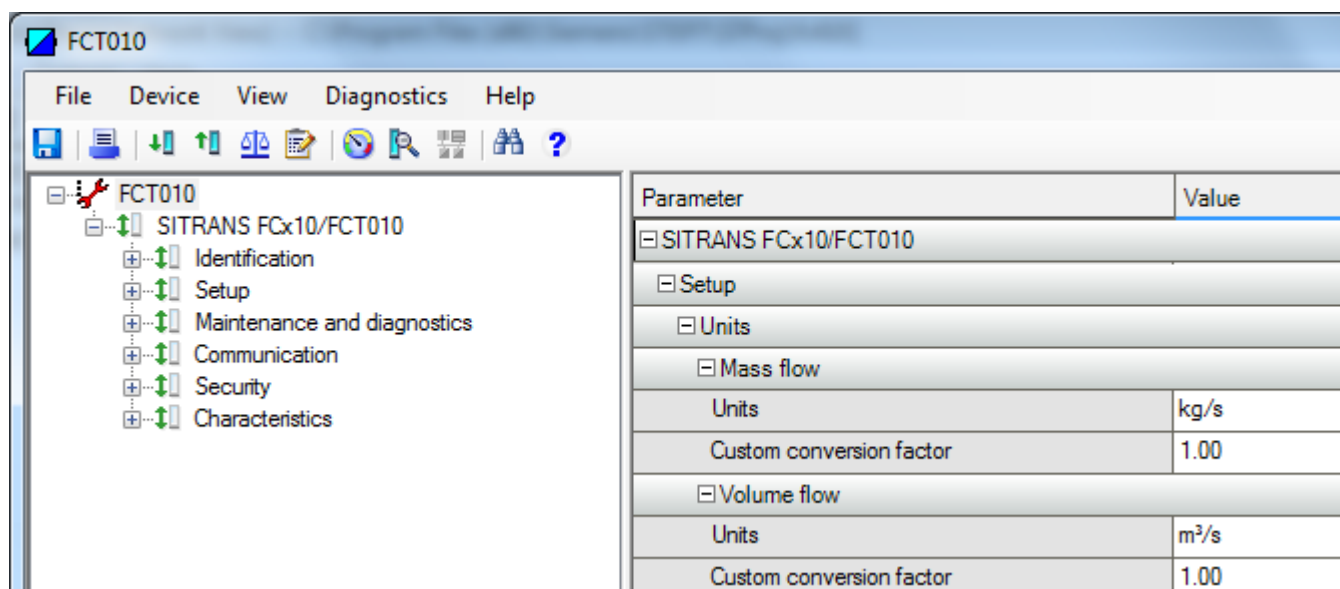 FCT010
File Device View Diagnostics Help
FCT010
SITRANS FCx10/FCT010
Identification
Setup
Maintenance and diagnostics
Communication
Security
Characteristics
Parameter Value
SITRANS FCx10/FCT010
Setup
Units
Mass flow
Units kg/s
Custom conversion factor 1.00
Volume flow
Units m³/s
Custom conversion factor 1.00